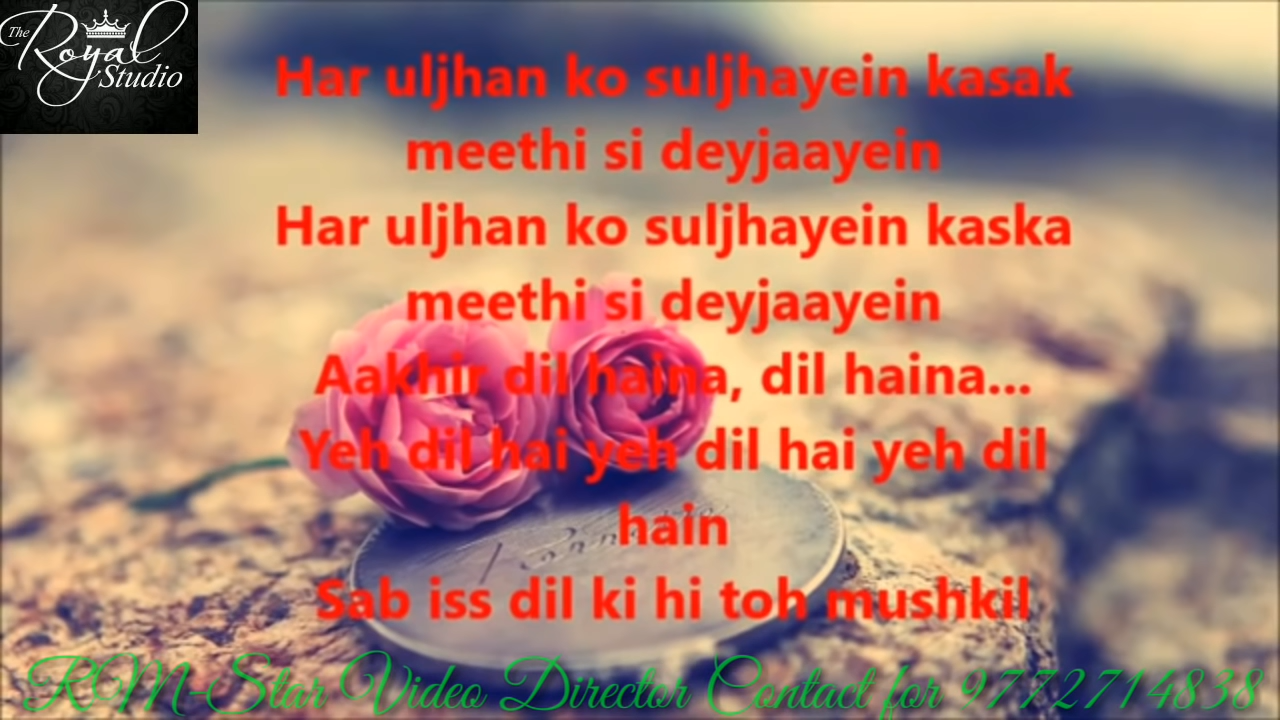 The
Royal
Studio
Har uljhan ko suljhayein kasak
meethi si deyjaayein
Har uljhan ko suljhayein kaska
meethi si deyjaayein
Aakhir dil haina, dil haina...
Yeh dil hai yeh dil hai yeh dil
hain
Sab iss dil ki hi toh mushkil
RM-Star Video Director Contact for 9772714838